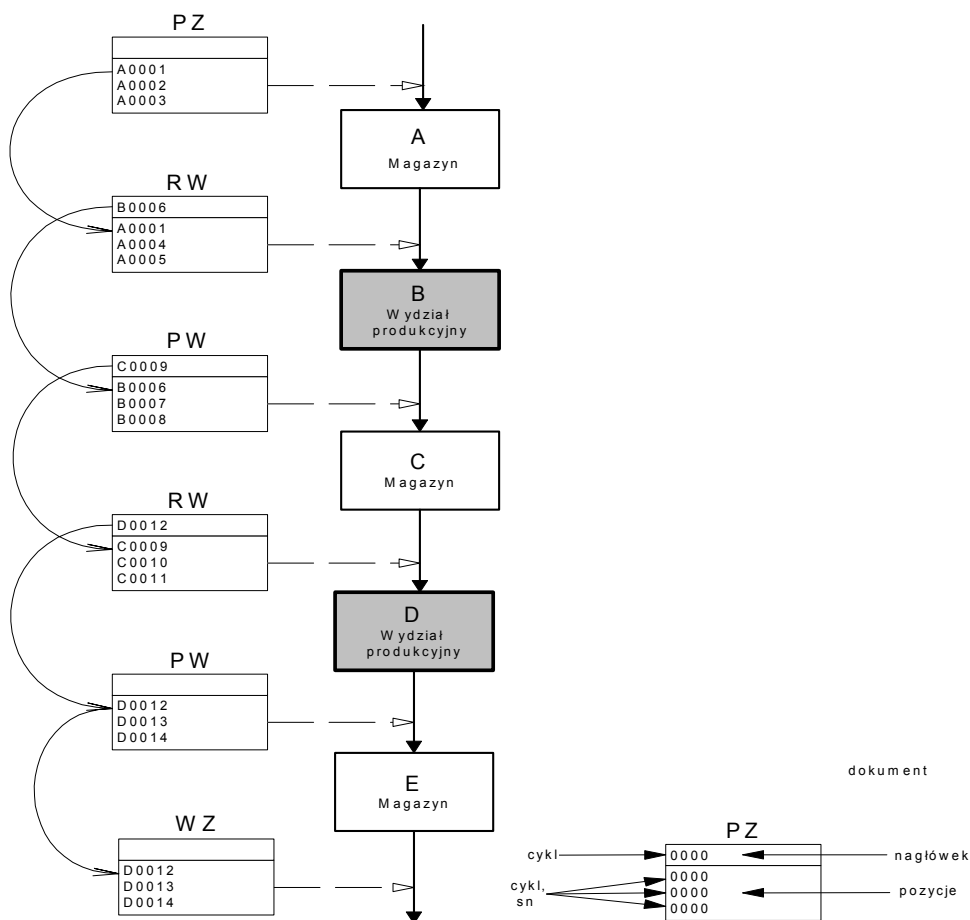 PZ
A0001
A0002
A0003
A
Magazyn
RW
B0006
A0001
A0004
A0005
B
Wydział
produkcyjny
PW
C0009
B0006
B0007
B0008
C
Magazyn
RW
D0012
C0009
C0010
C0011
D
Wydział
produkcyjny
PW
D0012
D0013
D0014
E
Magazyn
WZ
D0012
D0013
D0014
dokument
PZ
cykl
0000
nagłówek
cykl,
sn
0000
0000
0000
pozycje